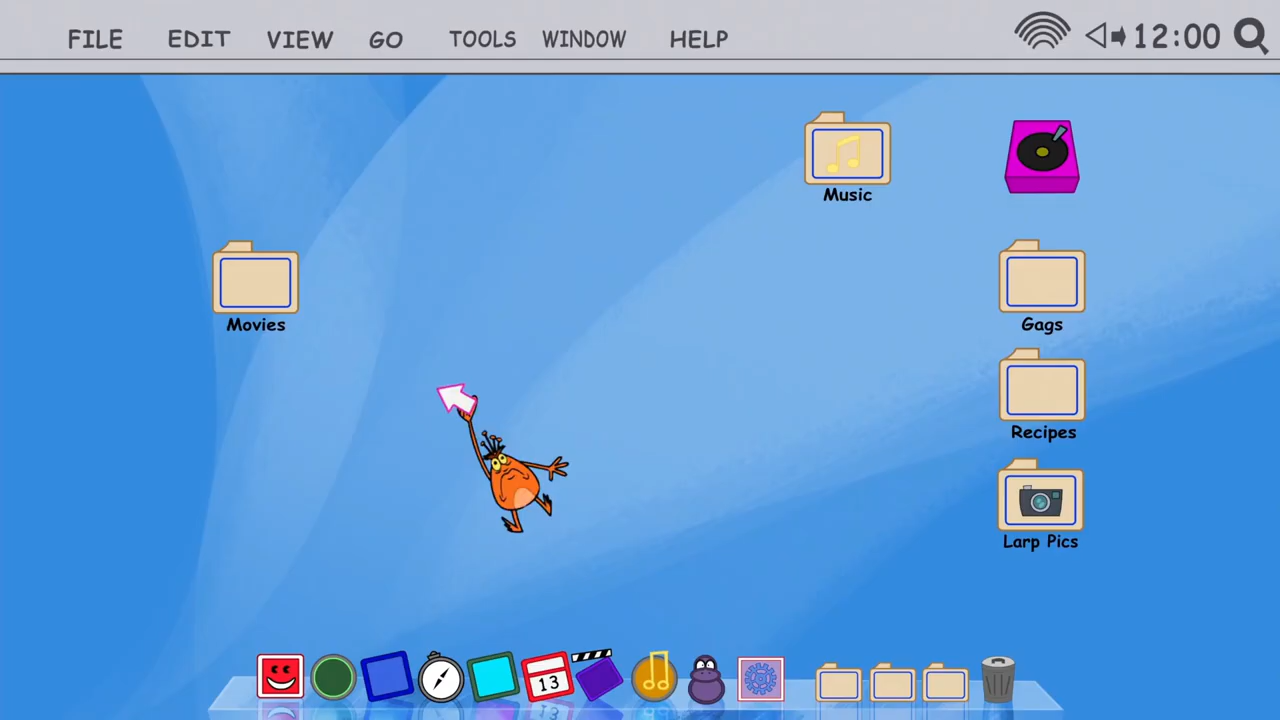 FILE EDIT VIEW GO TOOLS WINDOW HELP 12:00
Music
Movies
Gags
Recipes
Larp Pics
13